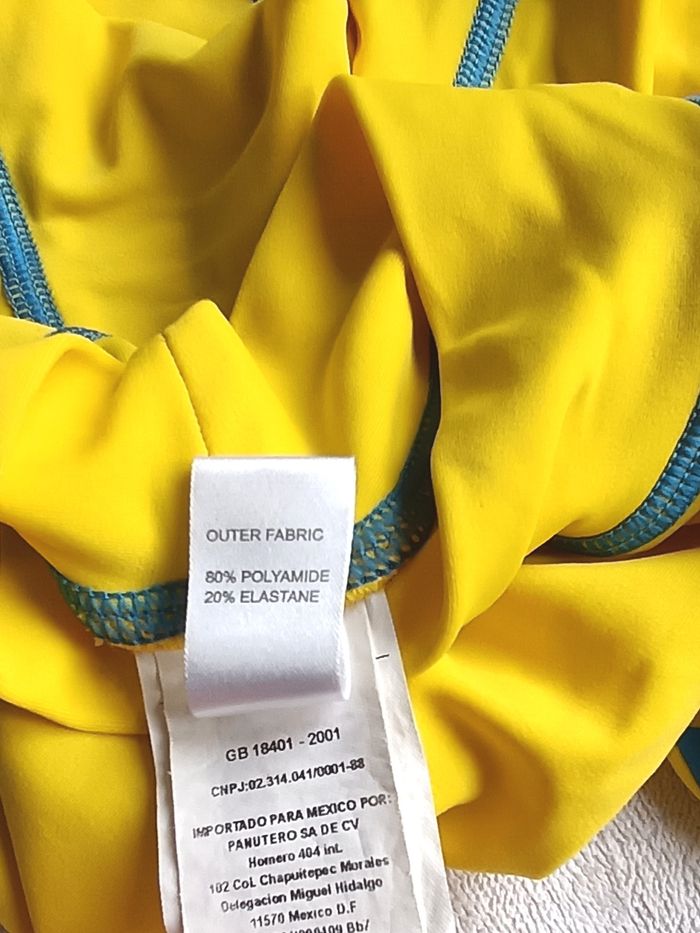 OUTER FABRIC
80% POLYAMIDE
20% ELASTANE
GB 18401 - 2001
CNPJ:02.314.041/0001-88
IMPORTADO PARA MEXICO POR:
PANUTERO SA DE CV
Homero 404 int.
102 Col. Chapultepec Morales
Delegacion Miguel Hidalgo
11570 Mexico D.F